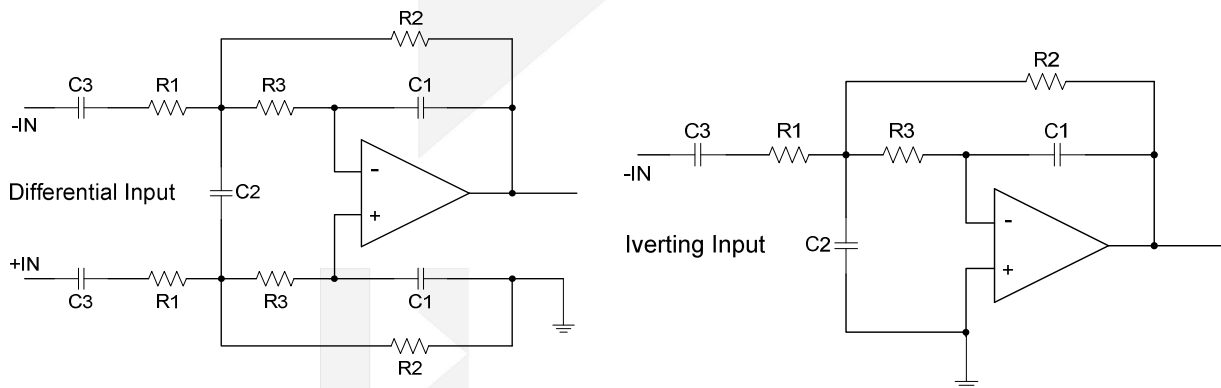 R2
C3 R1 R3 C1
-IN
-
Differential Input
C2
+
+IN
C3 R1 R3 C1
R2
R2
C3 R1 R3 C1
-IN
-
Iverting Input
C2
+